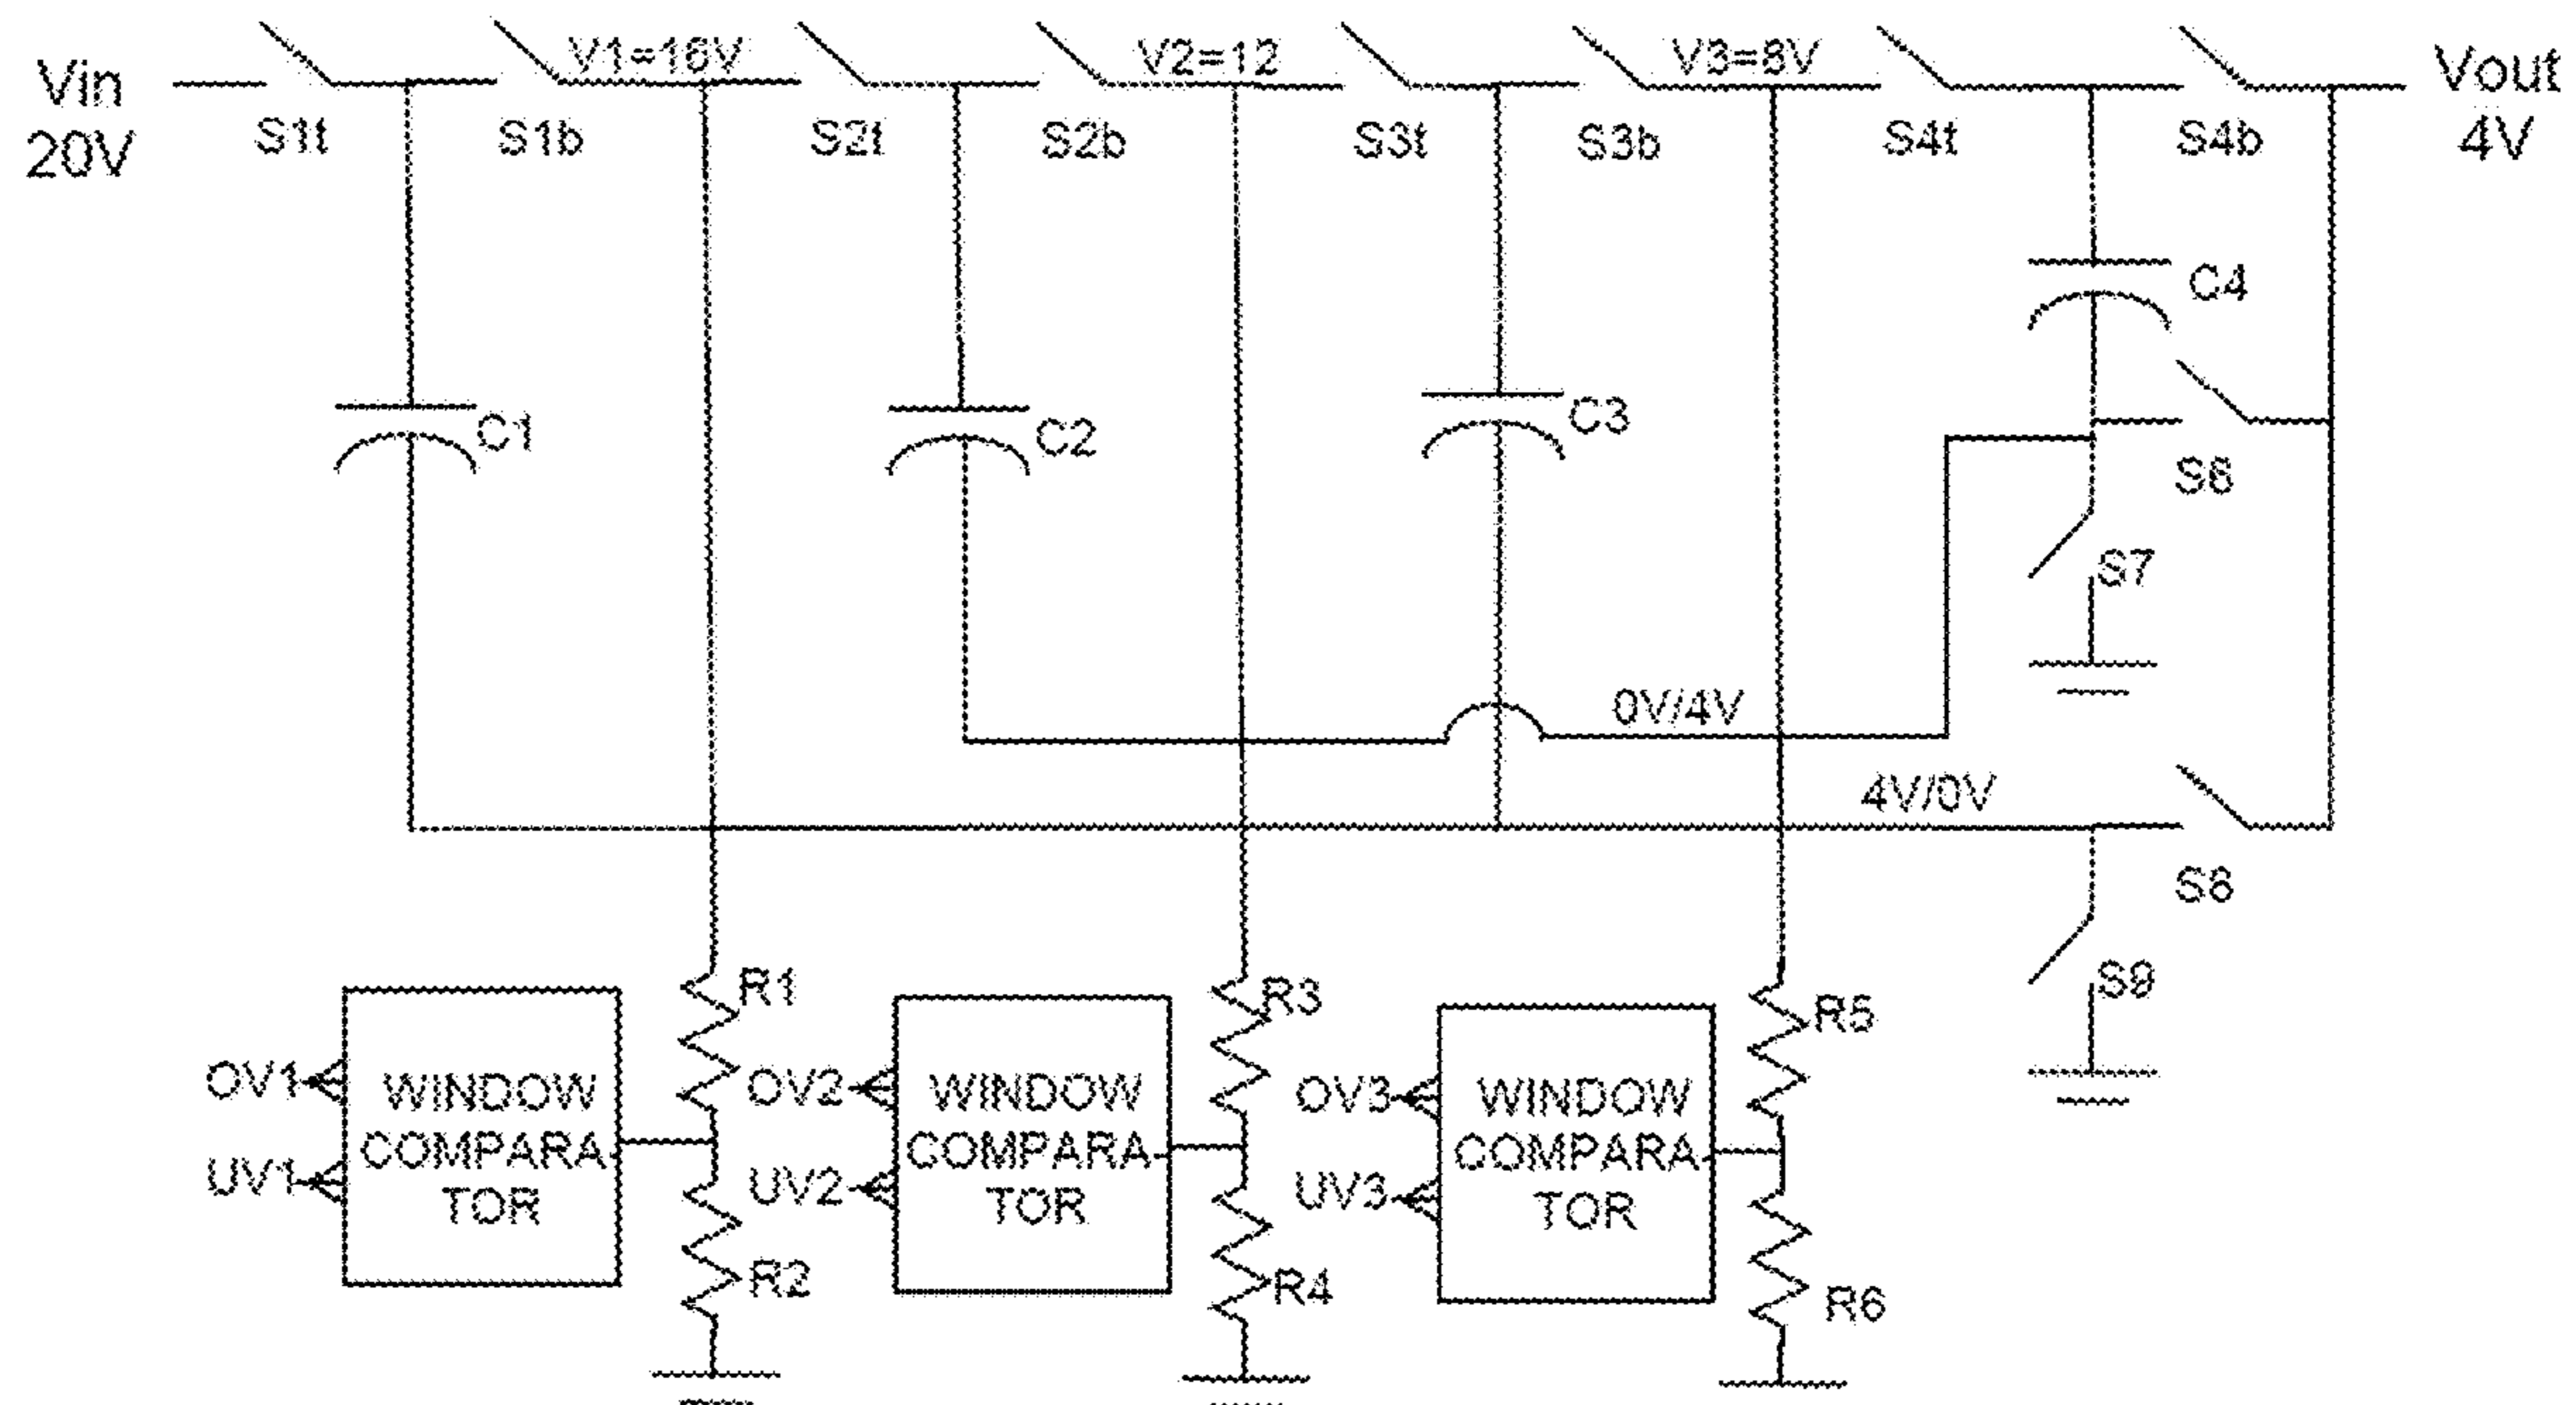 Vin
20V
V1=16V
V2=12
V3=8V
Vout
4V
S1t
S1b
S2t
S2b
S3t
S3b
S4t
S4b
C4
C1
C2
C3
S6
S7
0V/4V
4V/0V
S8
S9
R1
R3
R5
OV1
WINDOW
COMPARA
TOR
UV1
OV2
WINDOW
COMPARA
TOR
UV2
OV3
WINDOW
COMPARA
TOR
UV3
R2
R4
R6